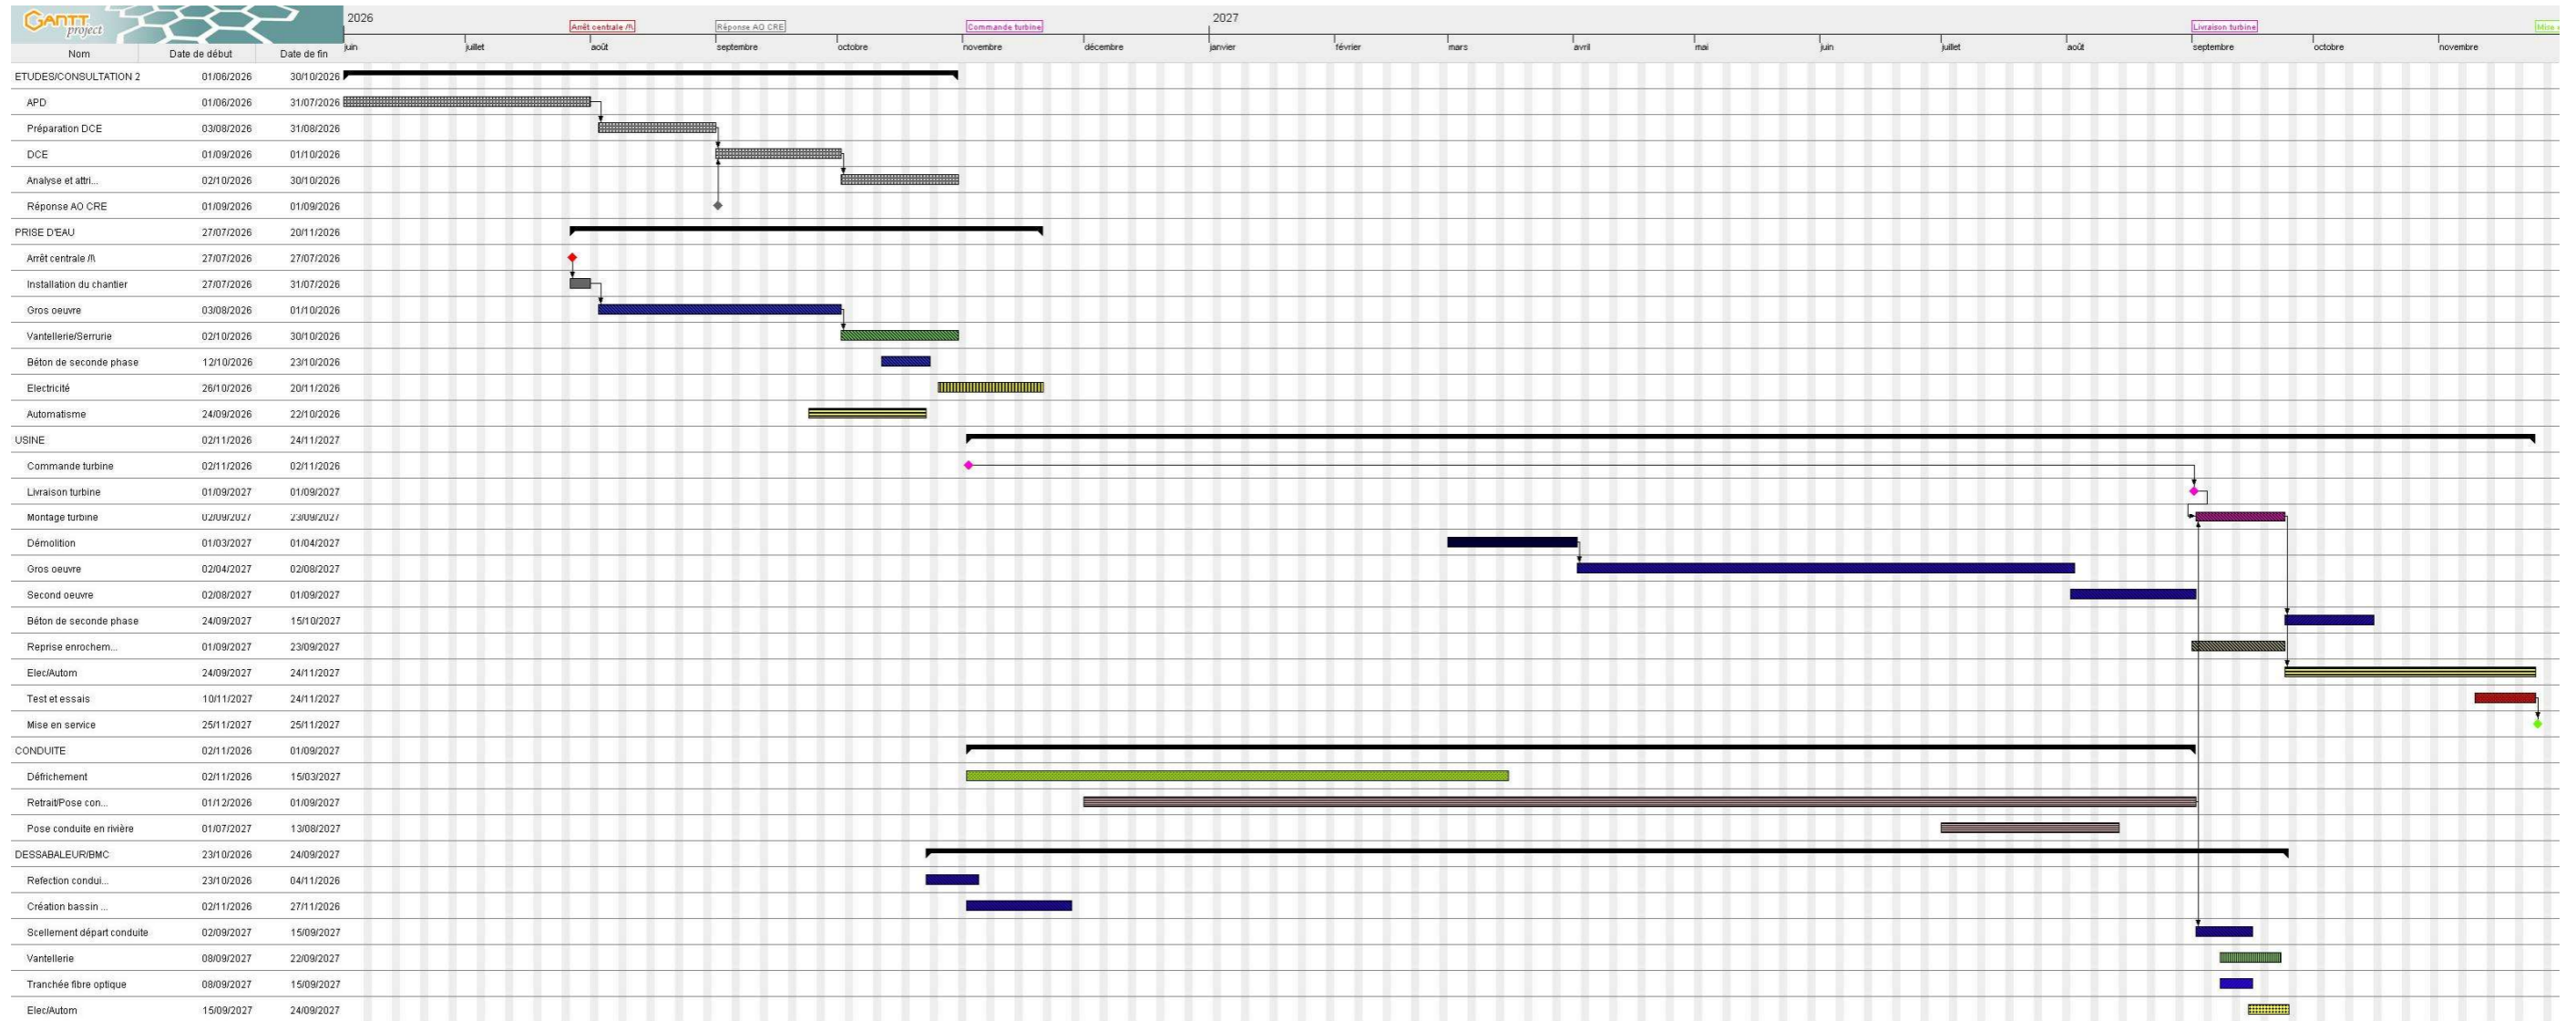 GANTT project
2026
2027
Arrêt centrale /!\
Réponse AO CRE
Commande turbine
Livraison turbine
Nom Date de début Date de fin
juin juillet août septembre octobre novembre décembre janvier février mars avril mai juin juillet août septembre octobre novembre
ETUDES/CONSULTATION 2 01/06/2026 30/10/2026
APD 01/06/2026 31/07/2026
Préparation DCE 03/08/2026 31/08/2026
DCE 01/09/2026 01/10/2026
Analyse et attri... 02/10/2026 30/10/2026
Réponse AO CRE 01/09/2026 01/09/2026
PRISE D'EAU 27/07/2026 20/11/2026
Arrêt centrale /!\ 27/07/2026 27/07/2026
Installation du chantier 27/07/2026 31/07/2026
Gros oeuvre 03/08/2026 01/10/2026
Vantellerie/Serrurie 02/10/2026 30/10/2026
Béton de seconde phase 12/10/2026 23/10/2026
Electricité 26/10/2026 20/11/2026
Automatisme 24/09/2026 22/10/2026
USINE 02/11/2026 24/11/2027
Commande turbine 02/11/2026 02/11/2026
Livraison turbine 01/09/2027 01/09/2027
Montage turbine 02/09/2027 23/09/2027
Démolition 01/03/2027 01/04/2027
Gros oeuvre 02/04/2027 02/08/2027
Second oeuvre 02/08/2027 01/09/2027
Béton de seconde phase 24/09/2027 15/10/2027
Reprise enrochem... 01/09/2027 23/09/2027
Elec/Autom 24/09/2027 24/11/2027
Test et essais 10/11/2027 24/11/2027
Mise en service 25/11/2027 25/11/2027
CONDUITE 02/11/2026 01/09/2027
Défrichement 02/11/2026 15/03/2027
Retrait/Pose con... 01/12/2026 01/09/2027
Pose conduite en rivière 01/07/2027 13/08/2027
DESSABALEUR/BMC 23/10/2026 24/09/2027
Refection condui... 23/10/2026 04/11/2026
Création bassin ... 02/11/2026 27/11/2026
Scellement départ conduite 02/09/2027 15/09/2027
Vantellerie 08/09/2027 22/09/2027
Tranchée fibre optique 08/09/2027 15/09/2027
Elec/Autom 15/09/2027 24/09/2027